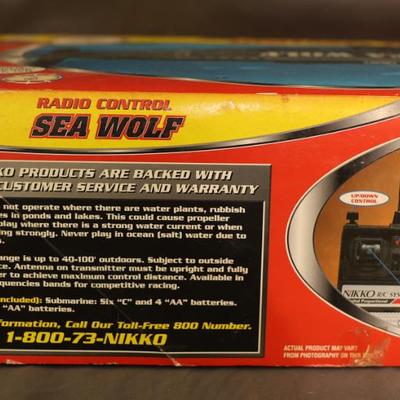 RADIO CONTROL
SEA WOLF
KO PRODUCTS ARE BACKED WITH
CUSTOMER SERVICE AND WARRANTY
not operate where there are water plants, rubbish
es in ponds and lakes. This could cause propeller
play where there is a strong water current or when
ing strongly. Never play in ocean (salt) water due to
s.
ange is up to 40-100' outdoors. Subject to outside
ce. Antenna on transmitter must be upright and fully
er to achieve maximum control distance. Available in
equencies bands for competitive racing.
ncluded): Submarine: Six “C” and 4 “AA” batteries.
“AA” batteries.
formation, Call Our Toll-Free 800 Number.
1-800-73-NIKKO
UP/DOWN
CONTROL
NIKKO R/C SYS
ACTUAL PRODUCT MAY VARY
FROM PHOTOGRAPHY ON THIS